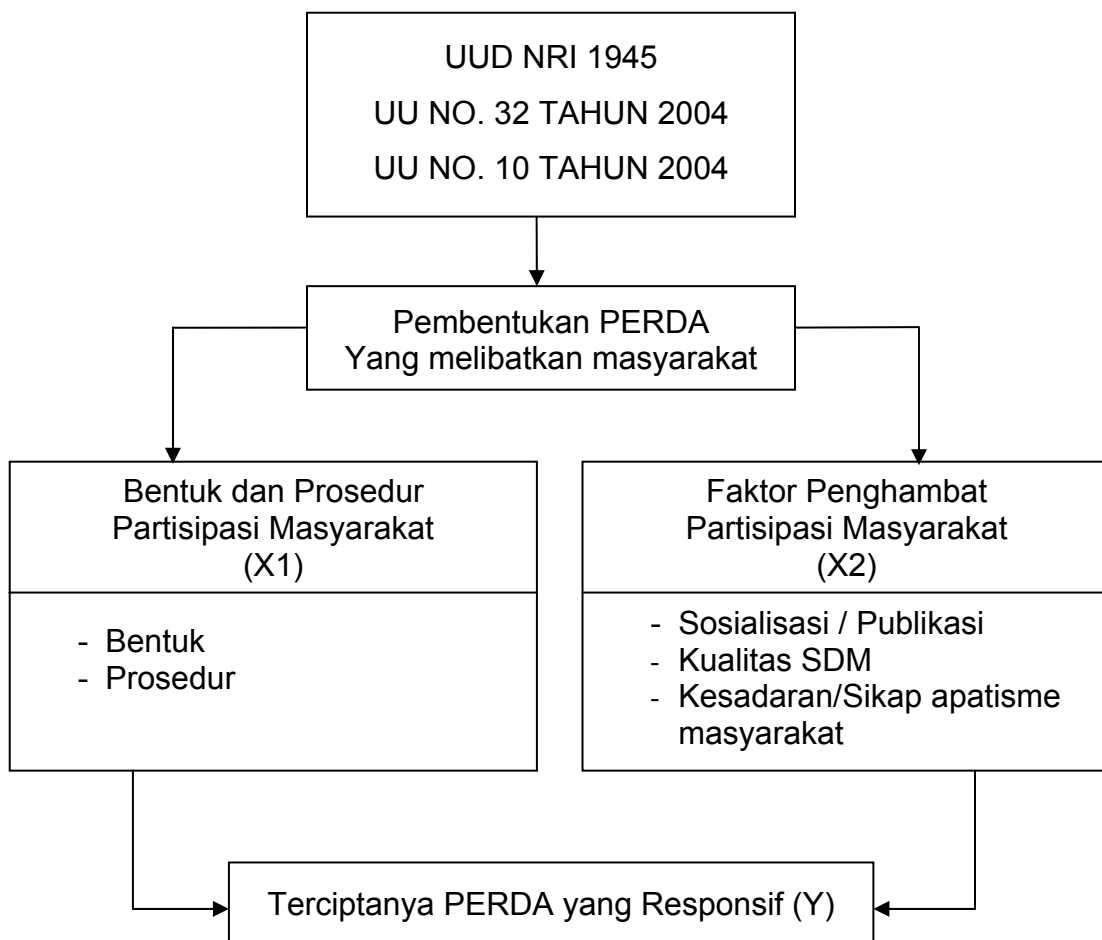 UUD NRI 1945
UU NO. 32 TAHUN 2004
UU NO. 10 TAHUN 2004
Pembentukan PERDA
Yang melibatkan masyarakat
Bentuk dan Prosedur
Partisipasi Masyarakat
(X1)
- Bentuk
- Prosedur
Faktor Penghambat
Partisipasi Masyarakat
(X2)
- Sosialisasi / Publikasi
- Kualitas SDM
- Kesadaran/Sikap apatisme
masyarakat
Terciptanya PERDA yang Responsif (Y)